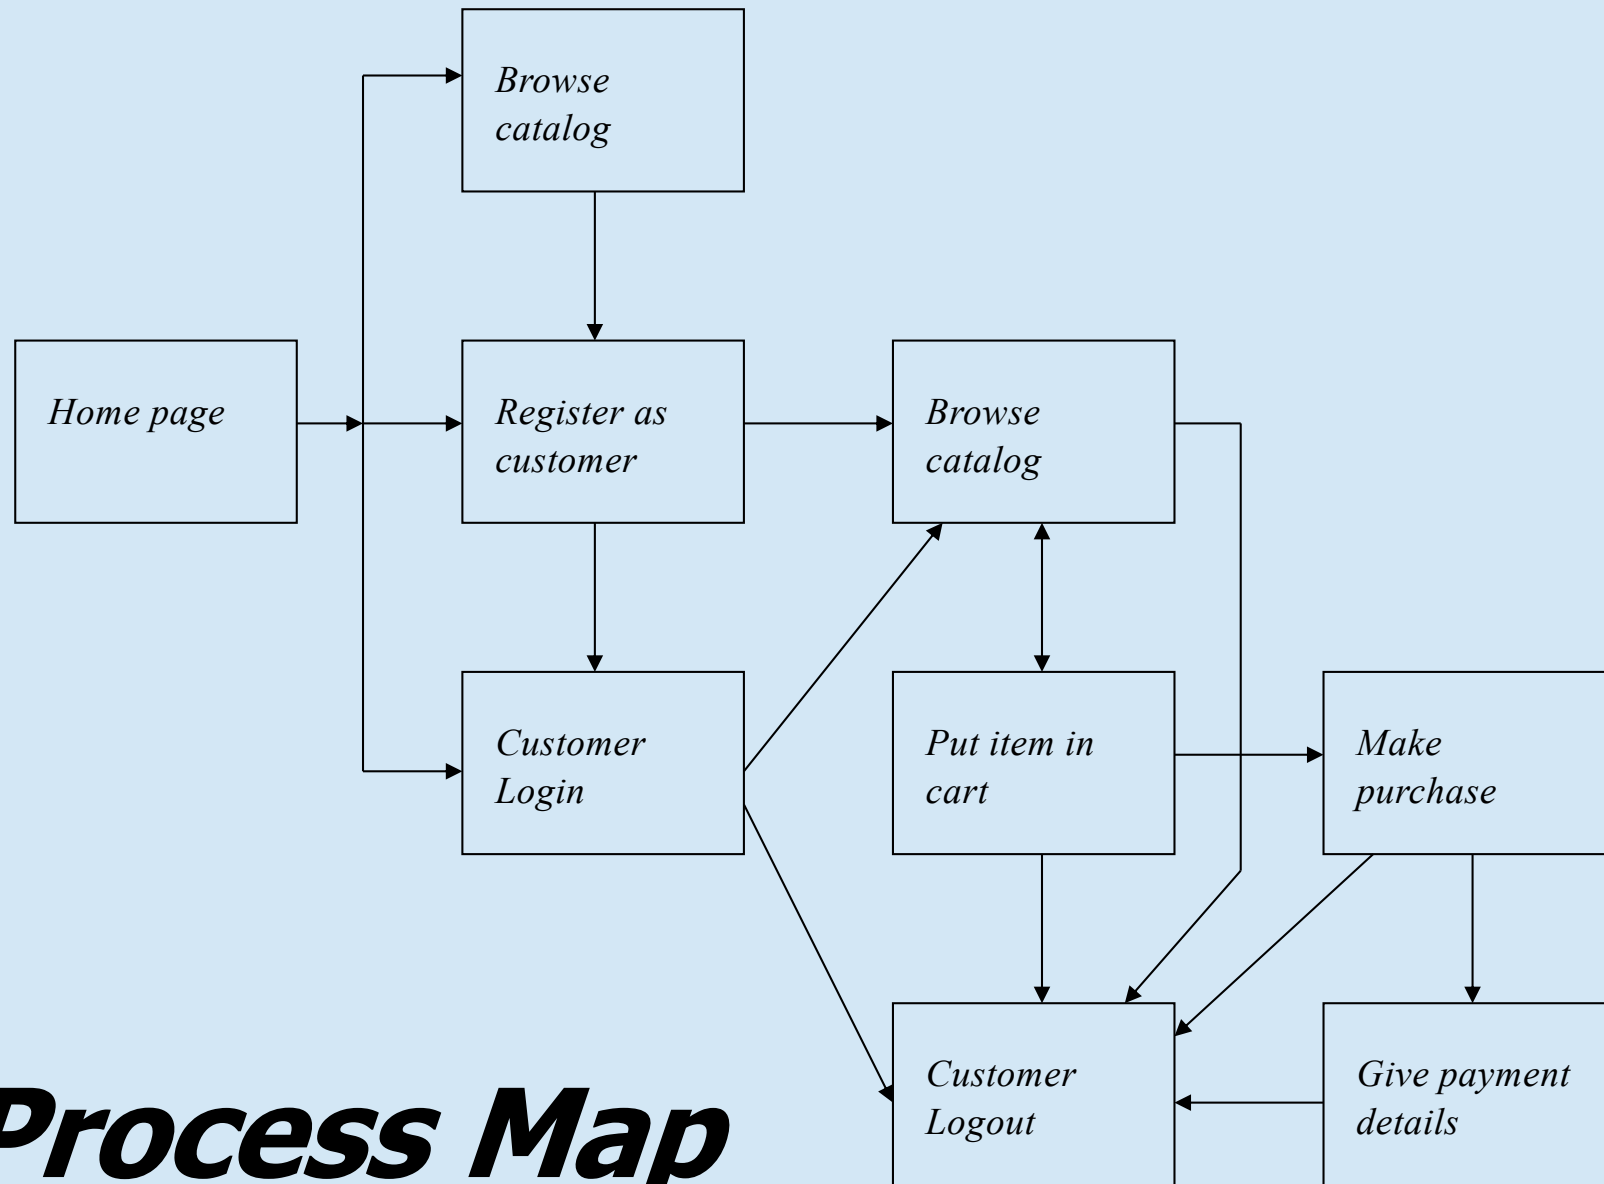 Browse
catalog
Home page
Register as
customer
Browse
catalog
Customer
Login
Put item in
cart
Make
purchase
Customer
Logout
Give payment
details
Process Map